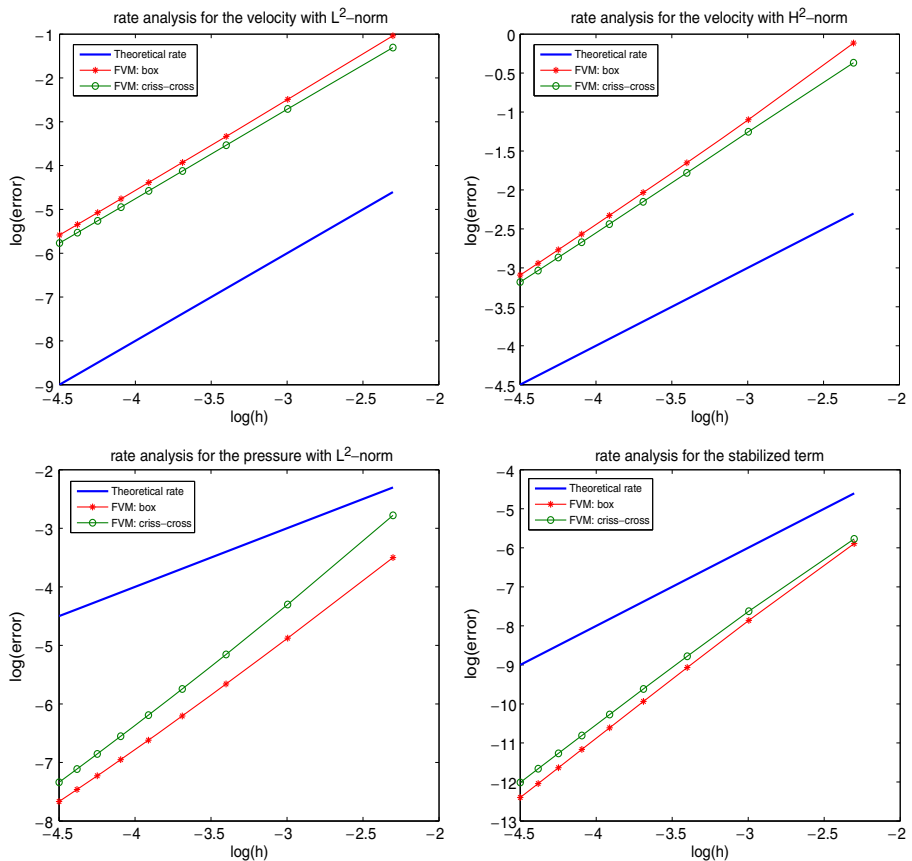 rate analysis for the velocity with L²−norm
−1
−2
−3
−4
−5
−6
−7
−8
−9
log(error)
Theoretical rate
FVM: box
FVM: criss−cross
−4.5 −4 −3.5 −3 −2.5 −2
log(h)
rate analysis for the velocity with H²−norm
0
−0.5
−1
−1.5
−2
−2.5
−3
−3.5
−4
−4.5
log(error)
Theoretical rate
FVM: box
FVM: criss−cross
−4.5 −4 −3.5 −3 −2.5 −2
log(h)
rate analysis for the pressure with L²−norm
−2
−3
−4
−5
−6
−7
−8
log(error)
Theoretical rate
FVM: box
FVM: criss−cross
−4.5 −4 −3.5 −3 −2.5 −2
log(h)
rate analysis for the stabilized term
−4
−5
−6
−7
−8
−9
−10
−11
−12
−13
log(error)
Theoretical rate
FVM: box
FVM: criss−cross
−4.5 −4 −3.5 −3 −2.5 −2
log(h)